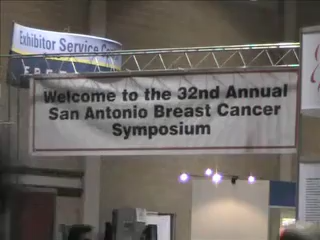 Exhibitor Service
Welcome to the 32nd Annual
San Antonio Breast Cancer
Symposium